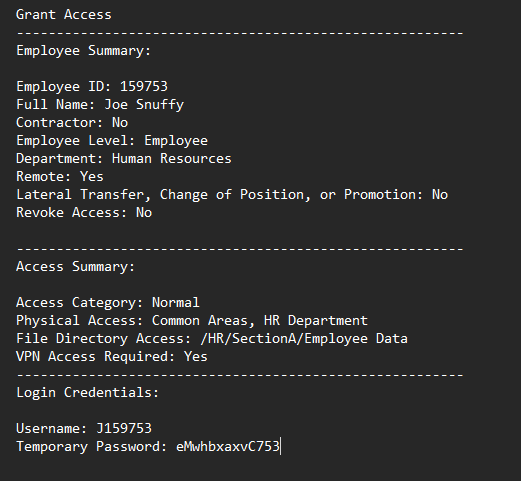 Grant Access
--------------------------------------------------------
Employee Summary:
Employee ID: 159753
Full Name: Joe Snuffy
Contractor: No
Employee Level: Employee
Department: Human Resources
Remote: Yes
Lateral Transfer, Change of Position, or Promotion: No
Revoke Access: No
--------------------------------------------------------
Access Summary:
Access Category: Normal
Physical Access: Common Areas, HR Department
File Directory Access: /HR/SectionA/Employee Data
VPN Access Required: Yes
--------------------------------------------------------
Login Credentials:
Username: J159753
Temporary Password: eMwhbxaxvC753